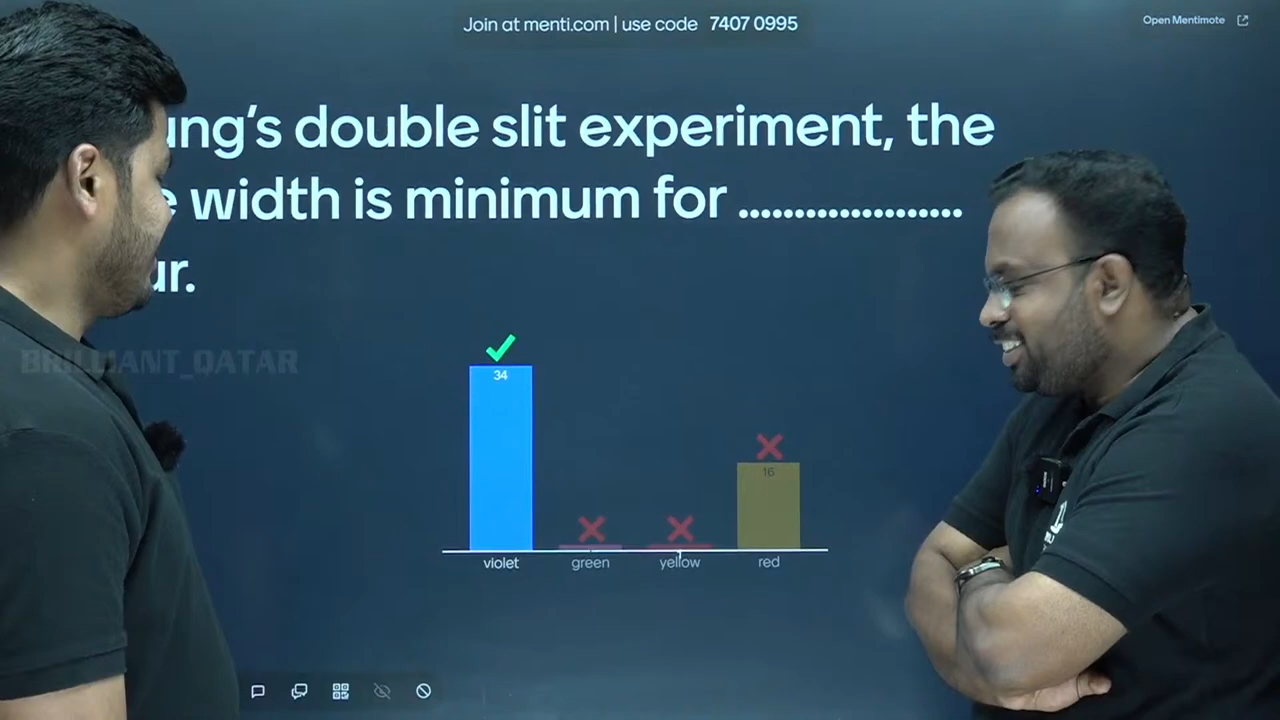 Join at menti.com | use code 7407 0995
Open Mentimote
ung's double slit experiment, the
e width is minimum for ...................
ur.
BRILLIANT_QATAR
34
16
violet green yellow red